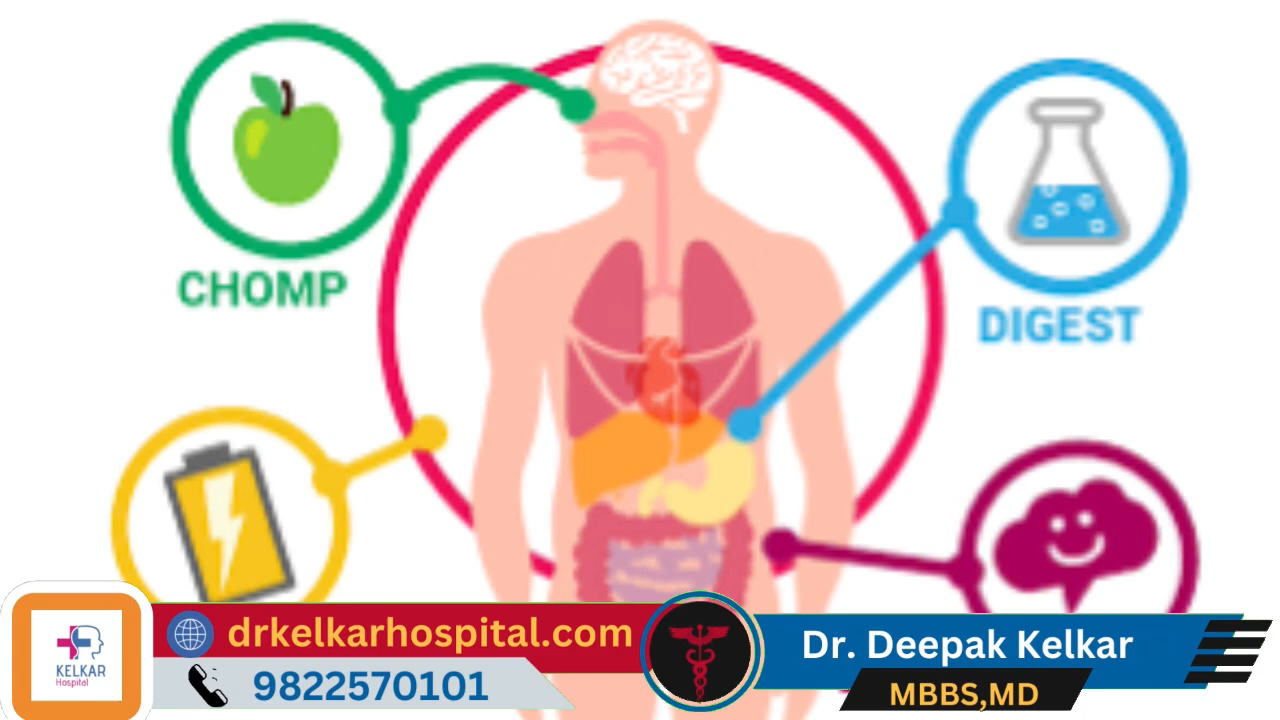 CHOMP
DIGEST
KELKAR
Hospital
drkelkarhospital.com
9822570101
Dr. Deepak Kelkar
MBBS,MD